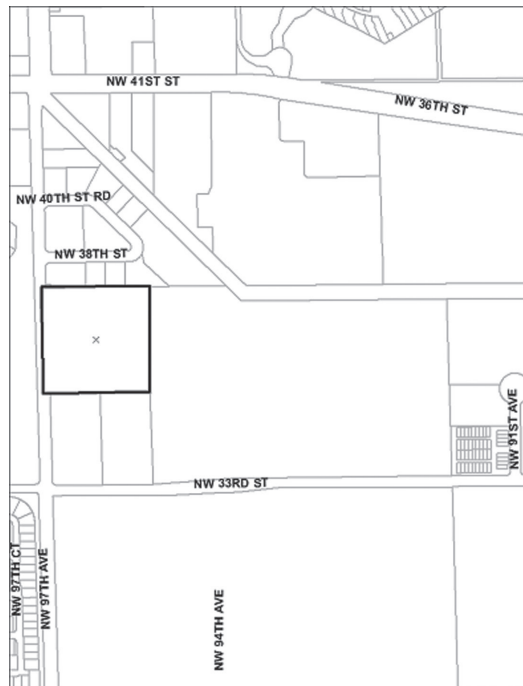 NW 41ST ST
NW 36TH ST
NW 40TH ST RD
NW 38TH ST
NW 91ST AVE
NW 33RD ST
NW 97TH CT
NW 97TH AVE
NW 94TH AVE